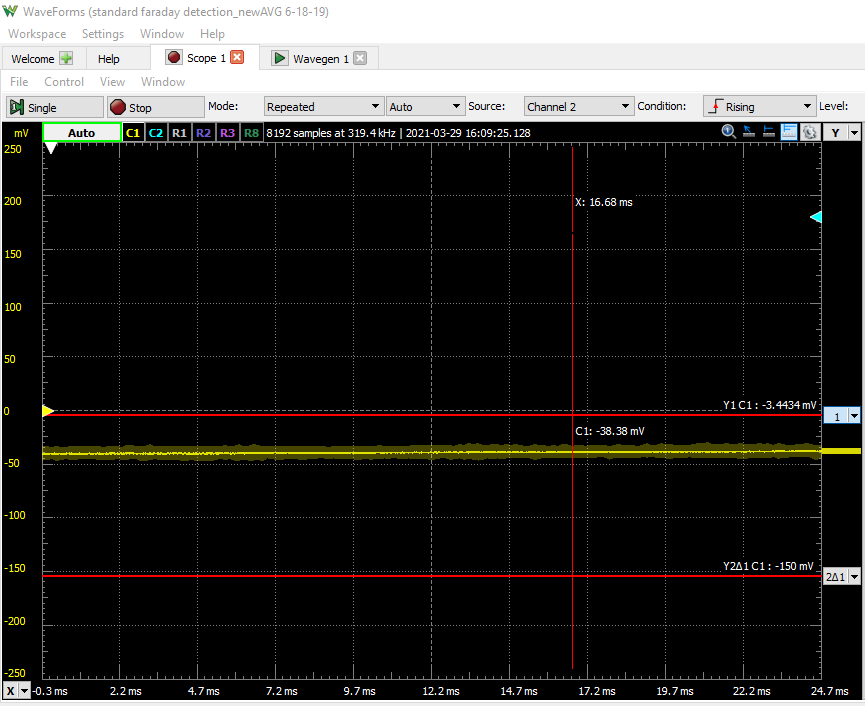 WaveForms (standard faraday detection_newAVG 6-18-19)
Workspace Settings Window Help
Welcome Help Scope 1 Wavegen 1
File Control View Window
Single Stop Mode: Repeated Auto Source: Channel 2 Condition: Rising Level:
mV Auto C1 C2 R1 R2 R3 R8 8192 samples at 319.4 kHz | 2021-03-29 16:09:25.128 Y
250
200
X: 16.68 ms
150
100
50
0
Y1 C1 : -3.4434 mV
1
C1: -38.38 mV
-50
-100
-150
Y2Δ1 C1 : -150 mV
2Δ1
-200
-250
X -0.3 ms 2.2 ms 4.7 ms 7.2 ms 9.7 ms 12.2 ms 14.7 ms 17.2 ms 19.7 ms 22.2 ms 24.7 ms